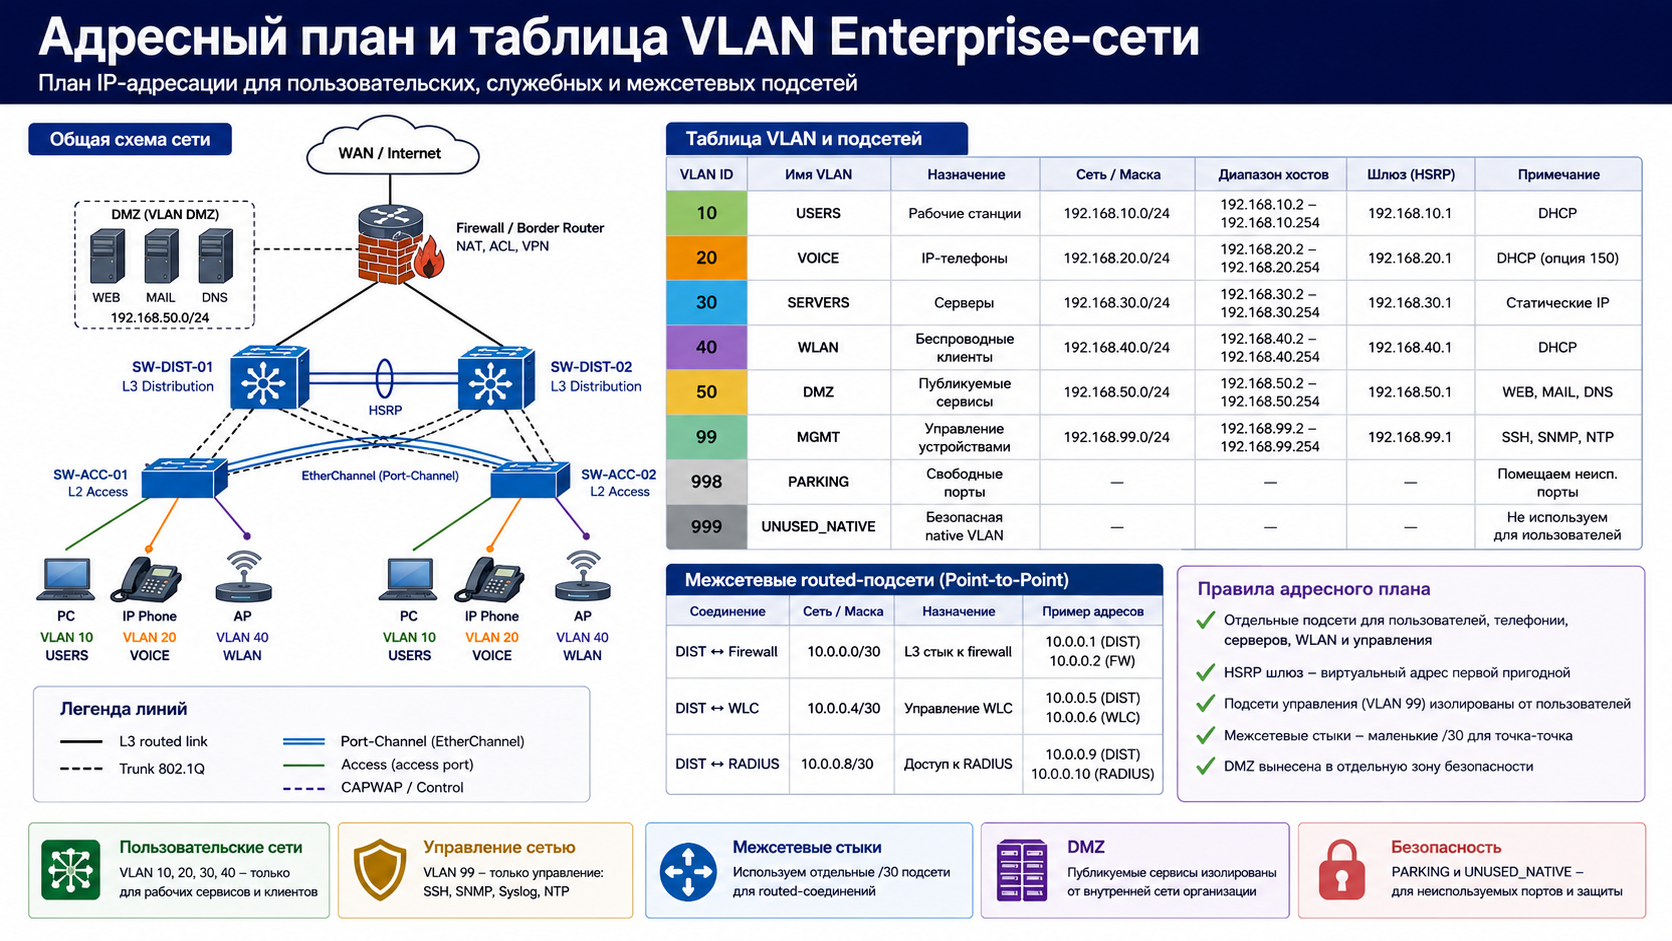 Адресный план и таблица VLAN Enterprise-сети
План IP-адресации для пользовательских, служебных и межсетевых подсетей
Общая схема сети
WAN / Internet
DMZ (VLAN DMZ)
WEB MAIL DNS
192.168.50.0/24
Firewall / Border Router
NAT, ACL, VPN
SW-DIST-01
L3 Distribution
SW-DIST-02
L3 Distribution
HSRP
SW-ACC-01
L2 Access
EtherChannel (Port-Channel)
SW-ACC-02
L2 Access
PC IP Phone AP PC IP Phone AP
VLAN 10 VLAN 20 VLAN 40 VLAN 10 VLAN 20 VLAN 40
USERS VOICE WLAN USERS VOICE WLAN
Легенда линий
L3 routed link
Trunk 802.1Q
Port-Channel (EtherChannel)
Access (access port)
CAPWAP / Control
Таблица VLAN и подсетей
VLAN ID Имя VLAN Назначение Сеть / Маска Диапазон хостов Шлюз (HSRP) Примечание
10 USERS Рабочие станции 192.168.10.0/24 192.168.10.2 – 192.168.10.254 192.168.10.1 DHCP
20 VOICE IP-телефоны 192.168.20.0/24 192.168.20.2 – 192.168.20.254 192.168.20.1 DHCP (опция 150)
30 SERVERS Серверы 192.168.30.0/24 192.168.30.2 – 192.168.30.254 192.168.30.1 Статические IP
40 WLAN Беспроводные клиенты 192.168.40.0/24 192.168.40.2 – 192.168.40.254 192.168.40.1 DHCP
50 DMZ Публикуемые сервисы 192.168.50.0/24 192.168.50.2 – 192.168.50.254 192.168.50.1 WEB, MAIL, DNS
99 MGMT Управление устройствами 192.168.99.0/24 192.168.99.2 – 192.168.99.254 192.168.99.1 SSH, SNMP, NTP
998 PARKING Свободные порты — — — Помещаем неисп. порты
999 UNUSED_NATIVE Безопасная native VLAN — — — Не используем для иользователей
Межсетевые routed-подсети (Point-to-Point)
Соединение Сеть / Маска Назначение Пример адресов
DIST ↔ Firewall 10.0.0.0/30 L3 стык к firewall 10.0.0.1 (DIST) 10.0.0.2 (FW)
DIST ↔ WLC 10.0.0.4/30 Управление WLC 10.0.0.5 (DIST) 10.0.0.6 (WLC)
DIST ↔ RADIUS 10.0.0.8/30 Доступ к RADIUS 10.0.0.9 (DIST) 10.0.0.10 (RADIUS)
Правила адресного плана
Отдельные подсети для пользователей, телефонии,
серверов, WLAN и управления
HSRP шлюз – виртуальный адрес первой пригодной
Подсети управления (VLAN 99) изолированы от пользователей
Межсетевые стыки – маленькие /30 для точка-точка
DMZ вынесена в отдельную зону безопасности
Пользовательские сети
VLAN 10, 20, 30, 40 – только
для рабочих сервисов и клиентов
Управление сетью
VLAN 99 – только управление:
SSH, SNMP, Syslog, NTP
Межсетевые стыки
Используем отдельные /30 подсети
для routed-соединений
DMZ
Публикуемые сервисы изолированы
от внутренней сети организации
Безопасность
PARKING и UNUSED_NATIVE –
для неиспользуемых портов и защиты